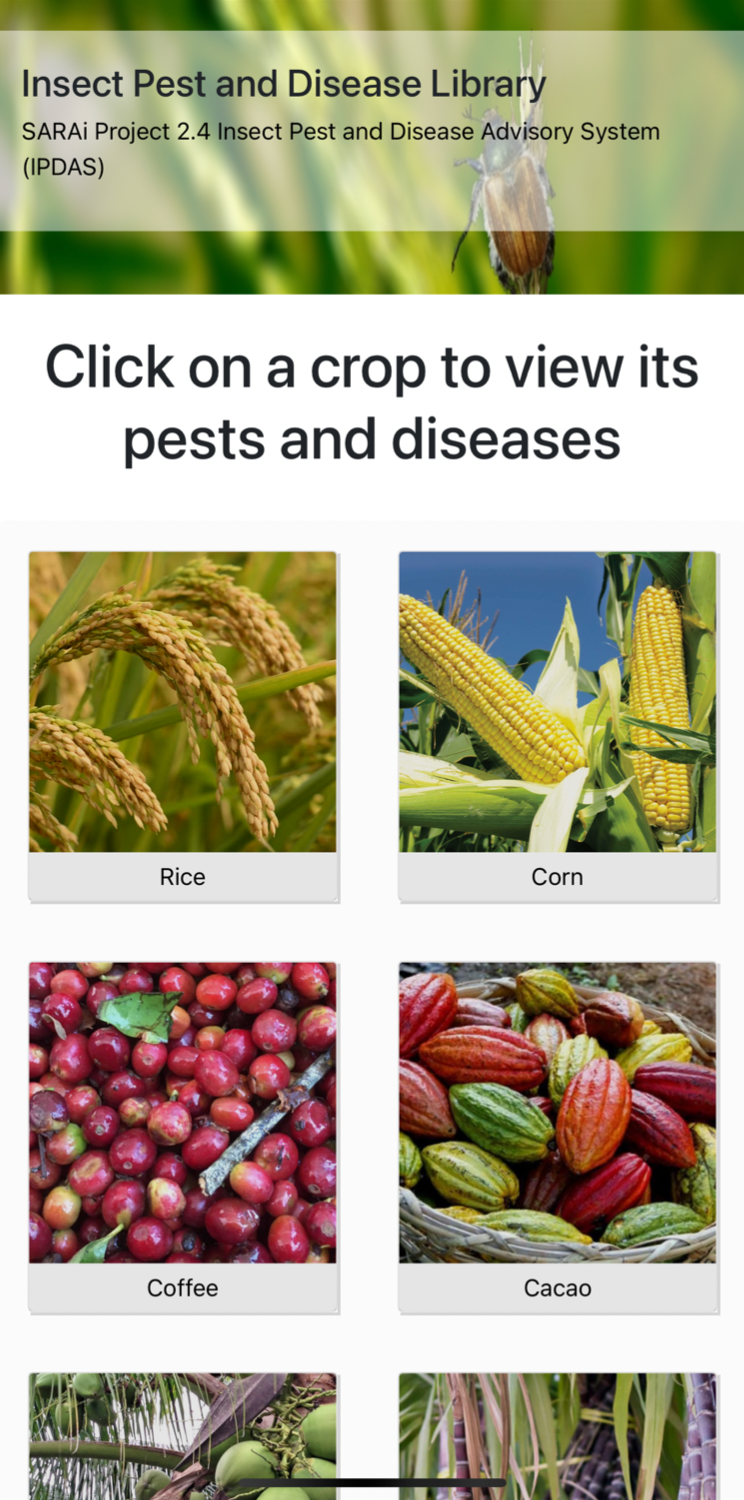 Insect Pest and Disease Library
SARAi Project 2.4 Insect Pest and Disease Advisory System
(IPDAS)
Click on a crop to view its
pests and diseases
Rice
Corn
Coffee
Cacao